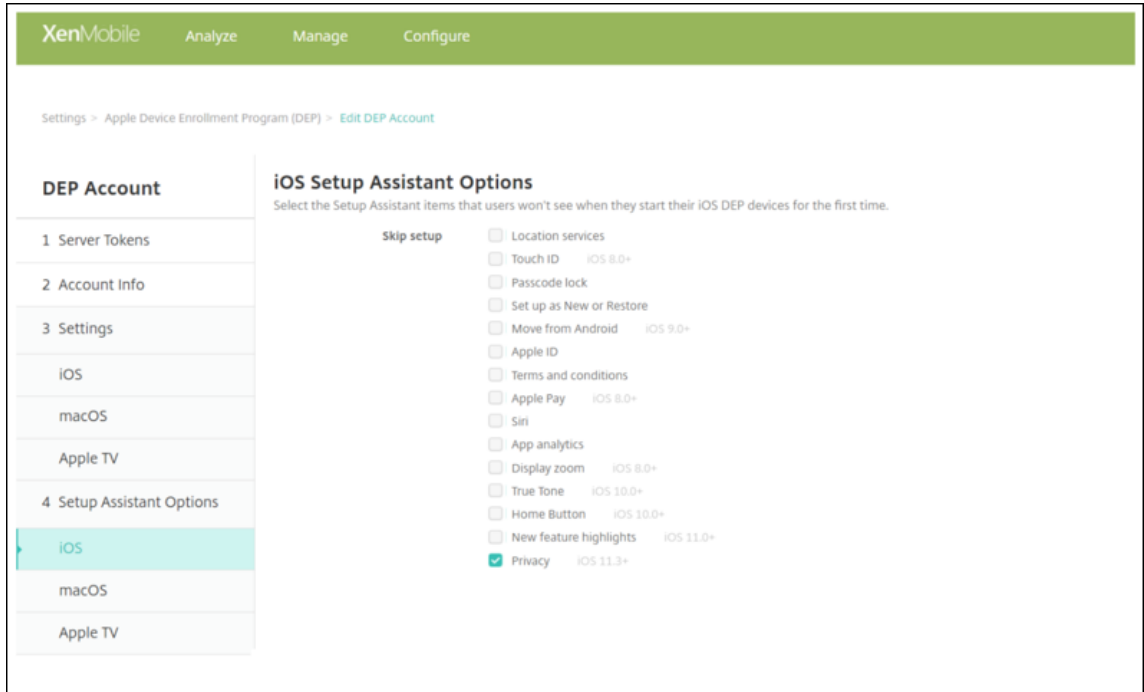 XenMobile Analyze Manage Configure
Settings > Apple Device Enrollment Program (DEP) > Edit DEP Account
DEP Account
1 Server Tokens
2 Account Info
3 Settings
iOS
macOS
Apple TV
4 Setup Assistant Options
iOS
macOS
Apple TV
iOS Setup Assistant Options
Select the Setup Assistant items that users won't see when they start their iOS DEP devices for the first time.
Skip setup Location services
Touch ID iOS 8.0+
Passcode lock
Set up as New or Restore
Move from Android iOS 9.0+
Apple ID
Terms and conditions
Apple Pay iOS 8.0+
Siri
App analytics
Display zoom iOS 8.0+
True Tone iOS 10.0+
Home Button iOS 10.0+
New feature highlights iOS 11.0+
Privacy iOS 11.3+